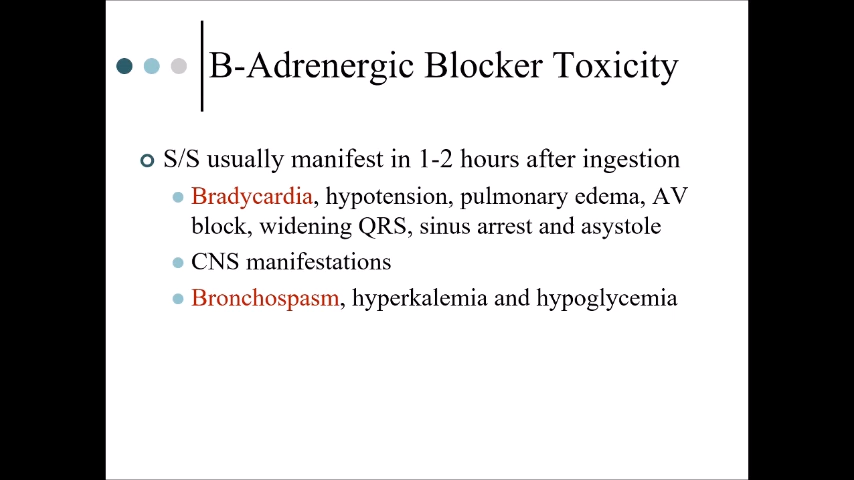 B-Adrenergic Blocker Toxicity
S/S usually manifest in 1-2 hours after ingestion
Bradycardia, hypotension, pulmonary edema, AV
block, widening QRS, sinus arrest and asystole
CNS manifestations
Bronchospasm, hyperkalemia and hypoglycemia